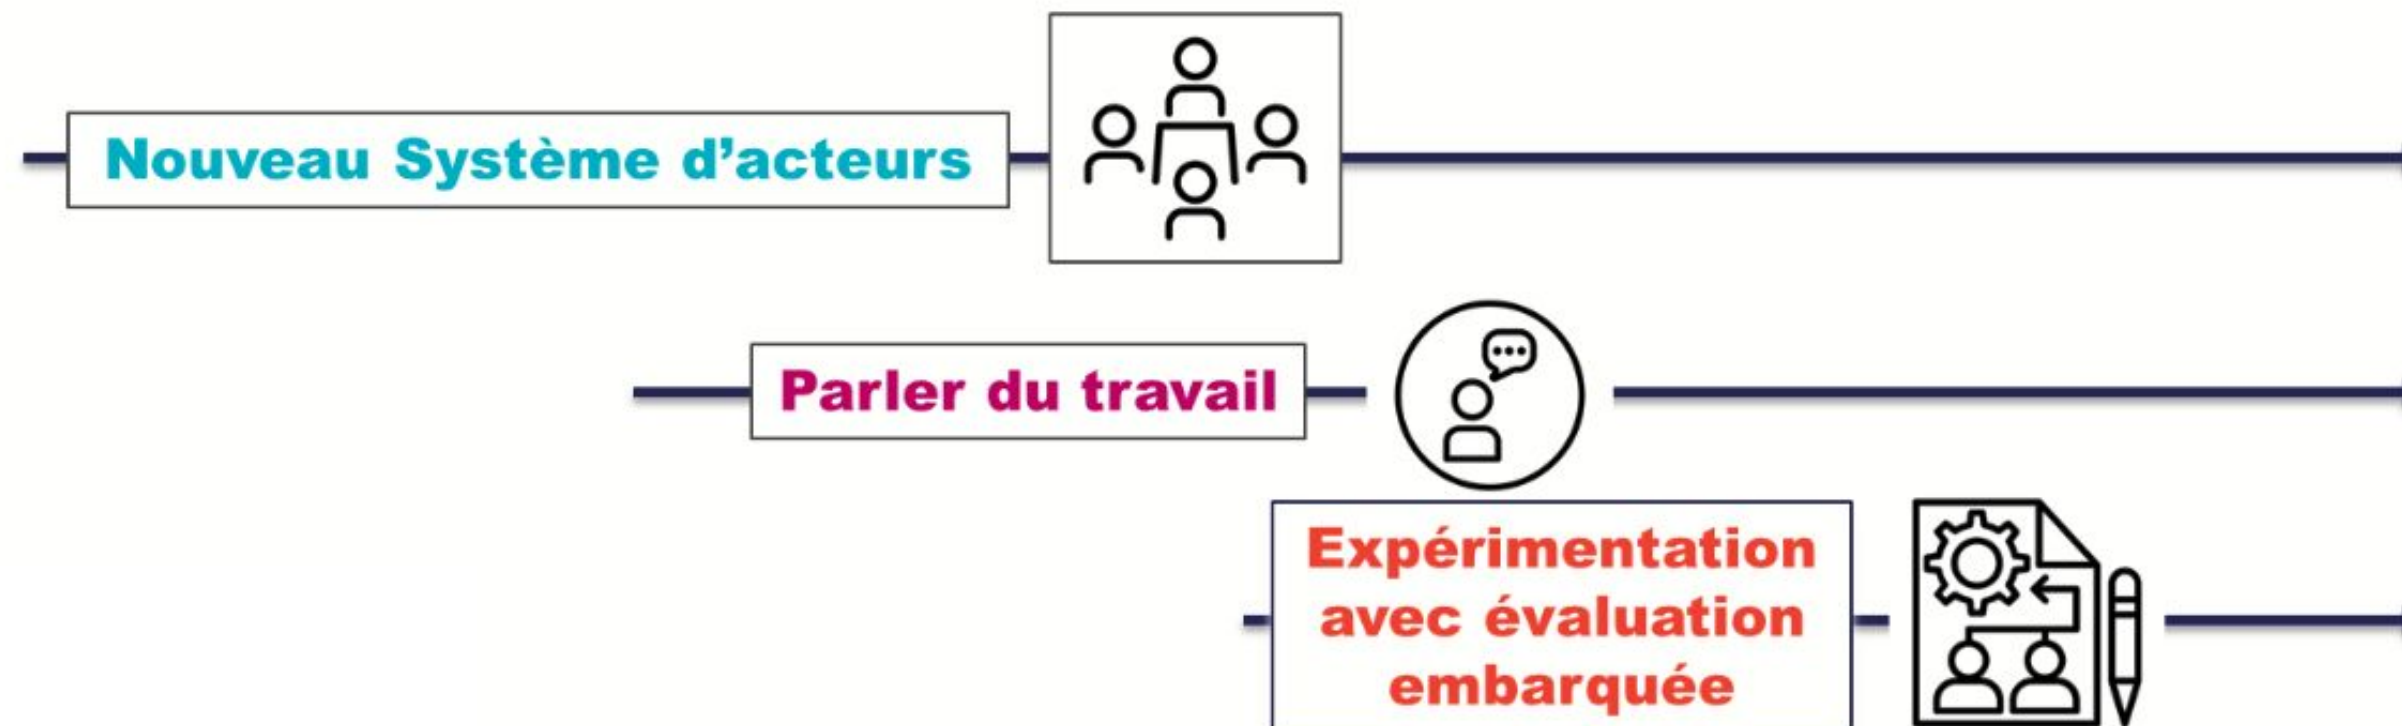 Nouveau Système d’acteurs
Parler du travail
Expérimentation
avec évaluation
embarquée